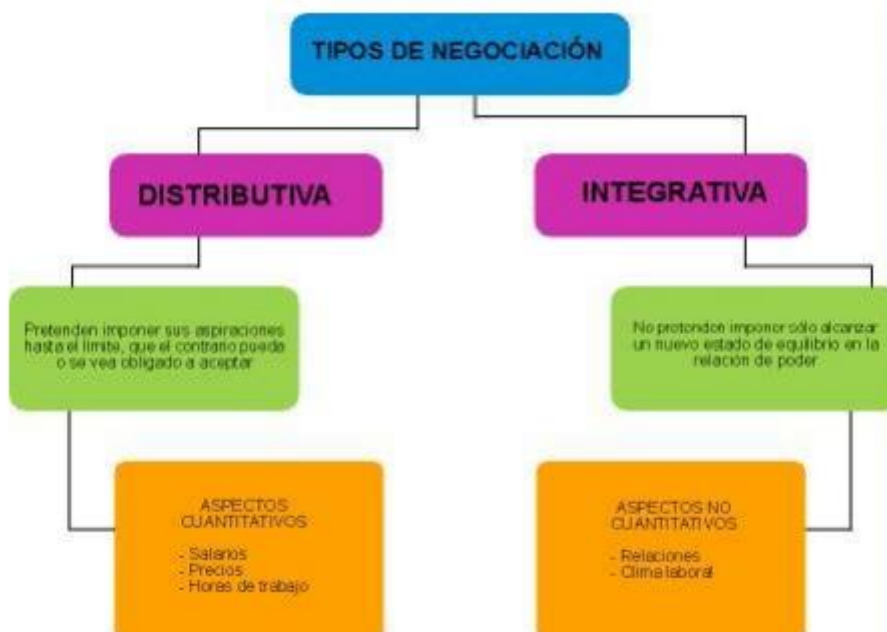 TIPOS DE NEGOCIACIÓN
DISTRIBUTIVA
INTEGRATIVA
Pretenden imponer sus aspiraciones
hasta el límite, que el contrario pueda
o se vea obligado a aceptar
No pretenden imponer sólo alcanzar
un nuevo estado de equilibrio en la
relación de poder
ASPECTOS
CUANTITATIVOS
- Salarios
- Precios
- Horas de trabajo
ASPECTOS NO
CUANTITATIVOS
- Relaciones
- Clima laboral